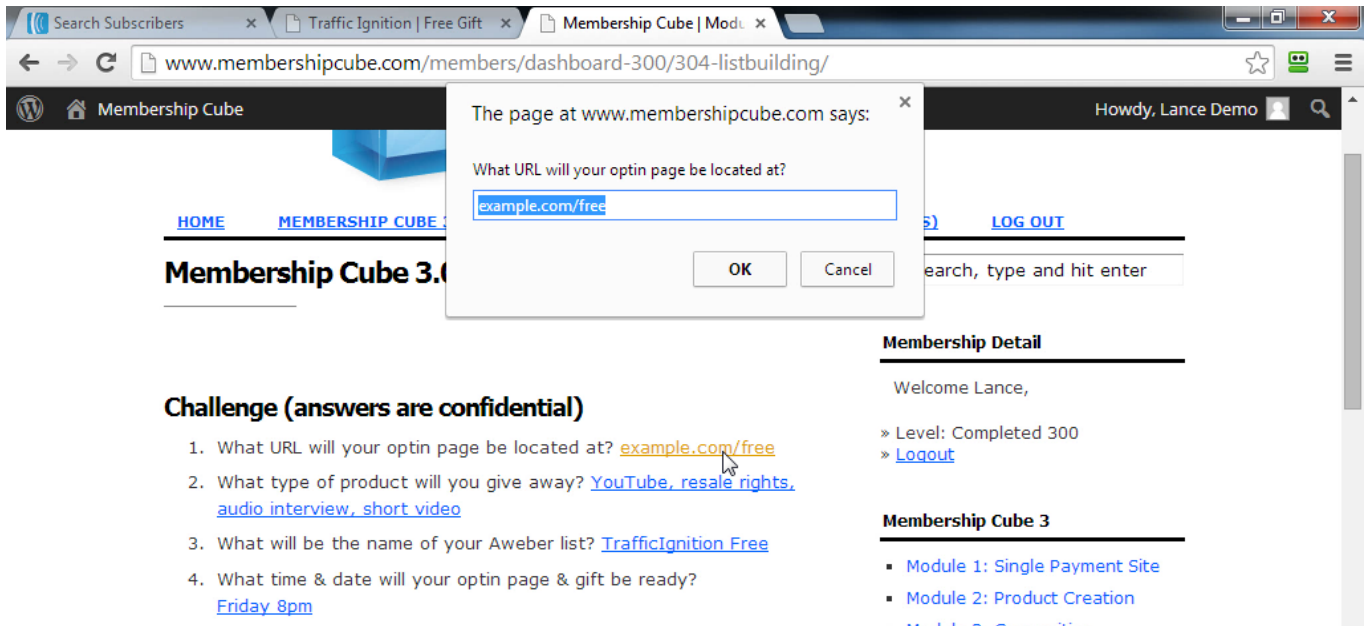 Search Subscribers
Traffic Ignition | Free Gift
Membership Cube | Modu
www.membershipcube.com/members/dashboard-300/304-listbuilding/
Membership Cube
Howdy, Lance Demo
The page at www.membershipcube.com says:
What URL will your optin page be located at?
example.com/free
OK Cancel
HOME MEMBERSHIP CUBE LOG OUT
Membership Cube 3.
earch, type and hit enter
Challenge (answers are confidential)
1. What URL will your optin page be located at? example.com/free
2. What type of product will you give away? YouTube, resale rights,
audio interview, short video
3. What will be the name of your Aweber list? TrafficIgnition Free
4. What time & date will your optin page & gift be ready?
Friday 8pm
Membership Detail
Welcome Lance,
» Level: Completed 300
» Logout
Membership Cube 3
▪ Module 1: Single Payment Site
▪ Module 2: Product Creation